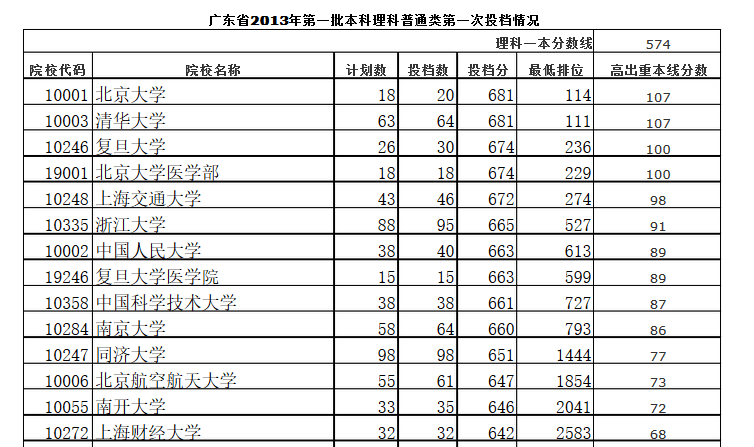 广东省2013年第一批本科理科普通类第一次投档情况
理科一本分数线 574
院校代码 院校名称 计划数 投档数 投档分 最低排位 高出重本线分数
10001 北京大学 18 20 681 114 107
10003 清华大学 63 64 681 111 107
10246 复旦大学 26 30 674 236 100
19001 北京大学医学部 18 18 674 229 100
10248 上海交通大学 43 46 672 274 98
10335 浙江大学 88 95 665 527 91
10002 中国人民大学 38 40 663 613 89
19246 复旦大学医学院 15 15 663 599 89
10358 中国科学技术大学 38 38 661 727 87
10284 南京大学 58 64 660 793 86
10247 同济大学 98 98 651 1444 77
10006 北京航空航天大学 55 61 647 1854 73
10055 南开大学 33 35 646 2041 72
10272 上海财经大学 32 32 642 2583 68